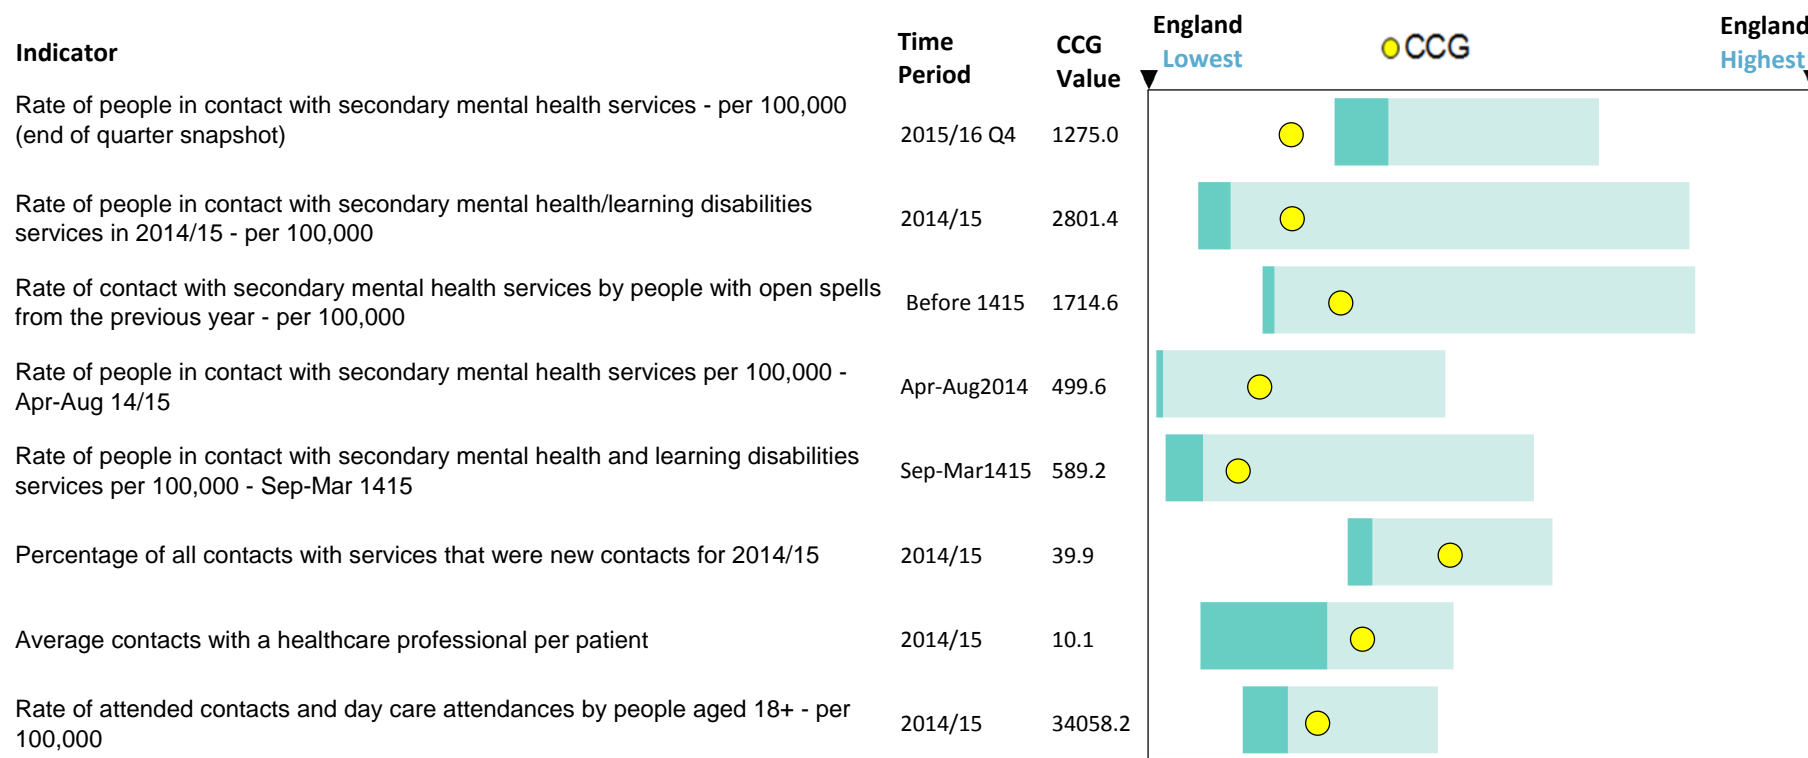 Indicator
Time Period
CCG Value
England Lowest
CCG
England Highest
Rate of people in contact with secondary mental health services - per 100,000
(end of quarter snapshot)
2015/16 Q4
1275.0
Rate of people in contact with secondary mental health/learning disabilities
services in 2014/15 - per 100,000
2014/15
2801.4
Rate of contact with secondary mental health services by people with open spells
from the previous year - per 100,000
Before 1415
1714.6
Rate of people in contact with secondary mental health services per 100,000 -
Apr-Aug 14/15
Apr-Aug2014
499.6
Rate of people in contact with secondary mental health and learning disabilities
services per 100,000 - Sep-Mar 1415
Sep-Mar1415
589.2
Percentage of all contacts with services that were new contacts for 2014/15
2014/15
39.9
Average contacts with a healthcare professional per patient
2014/15
10.1
Rate of attended contacts and day care attendances by people aged 18+ - per
100,000
2014/15
34058.2